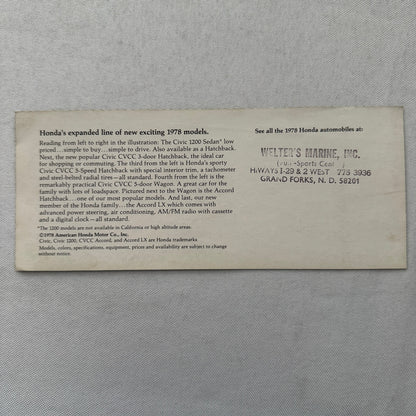 Honda's expanded line of new exciting 1978 models.
Reading from left to right in the illustration: The Civic 1200 Sedan* low
priced...simple to buy...simple to drive. Also available as a Hatchback.
Next, the new popular Civic CVCC 3-door Hatchback, the ideal car
for shopping or commuting. The third from the left is Honda's sporty
Civic CVCC 5-Speed Hatchback with special interior trim, a tachometer
and steel-belted radial tires—all standard. Fourth from the left is the
remarkably practical Civic CVCC 5-door Wagon. A great car for the
family with lots of loadspace. Pictured next to the Wagon is the Accord
Hatchback...one of our most popular models. And last, our new
member of the Honda family...the Accord LX which comes with
advanced power steering, air conditioning, AM/FM radio with cassette
and a digital clock—all standard.
*The 1200 models are not available in California or high altitude areas.
©1978 American Honda Motor Co., Inc.
Civic, Civic 1200, CVCC Accord, and Accord LX are Honda trademarks
Models, colors, specifications, equipment, prices and availability are subject to change
without notice.
See all the 1978 Honda automobiles at:
WELTER'S MARINE, INC.
HIWAYS I-29 & 2 WEST 775 3936
GRAND FORKS, N. D. 58201